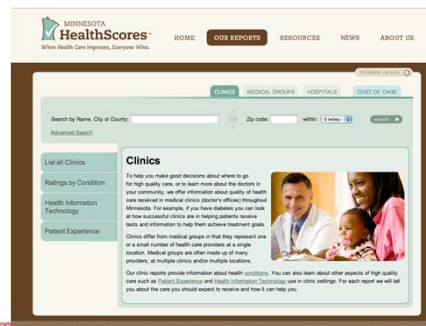 MINNESOTA
HealthScores
When Health Care Improves, Everyone Wins.
HOME OUR REPORTS RESOURCES NEWS ABOUT US
Printable version
CLINICS MEDICAL GROUPS HOSPITALS COST OF CARE
Search by Name, City or County: OR Zip code: within: 5 miles search
Advanced Search
List all Clinics
Ratings by Condition
Health Information
Technology
Patient Experience
Clinics
To help you make good decisions about where to go
for high quality care, or to learn more about the doctors in
your community, we offer information about quality of health
care received in medical clinics (doctor's offices) throughout
Minnesota. For example, if you have diabetes you can look
at how successful clinics are in helping patients receive
tests and information to help them achieve treatment goals.
Clinics differ from medical groups in that they represent one
or a small number of health care providers at a single
location. Medical groups are often made up of many
providers, at multiple clinics and/or multiple locations.
Our clinic reports provide information about health conditions. You can also learn about other aspects of high quality
care such as Patient Experience and Health Information Technology use in clinic settings. For each report we will tell
you about the care you should expect to receive and how it can help you.